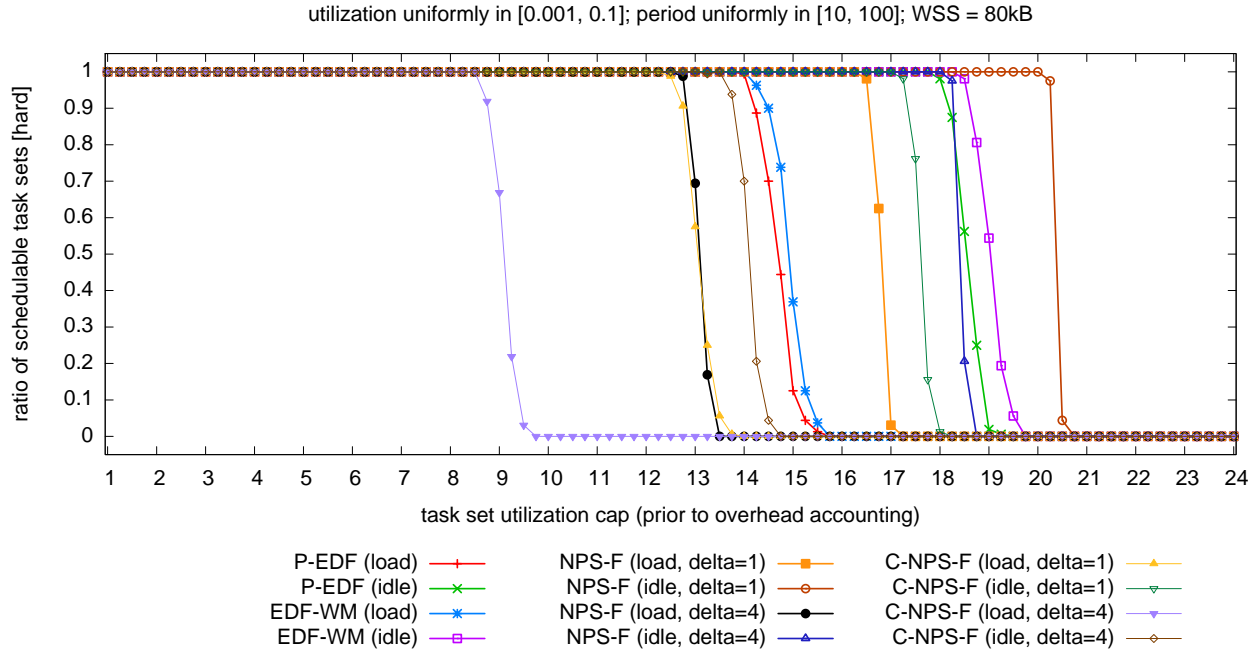 utilization uniformly in [0.001, 0.1]; period uniformly in [10, 100]; WSS = 80kB
ratio of schedulable task sets [hard]
1
0.9
0.8
0.7
0.6
0.5
0.4
0.3
0.2
0.1
0
1 2 3 4 5 6 7 8 9 10 11 12 13 14 15 16 17 18 19 20 21 22 23 24
task set utilization cap (prior to overhead accounting)
P-EDF (load)
P-EDF (idle)
EDF-WM (load)
EDF-WM (idle)
NPS-F (load, delta=1)
NPS-F (idle, delta=1)
NPS-F (load, delta=4)
NPS-F (idle, delta=4)
C-NPS-F (load, delta=1)
C-NPS-F (idle, delta=1)
C-NPS-F (load, delta=4)
C-NPS-F (idle, delta=4)